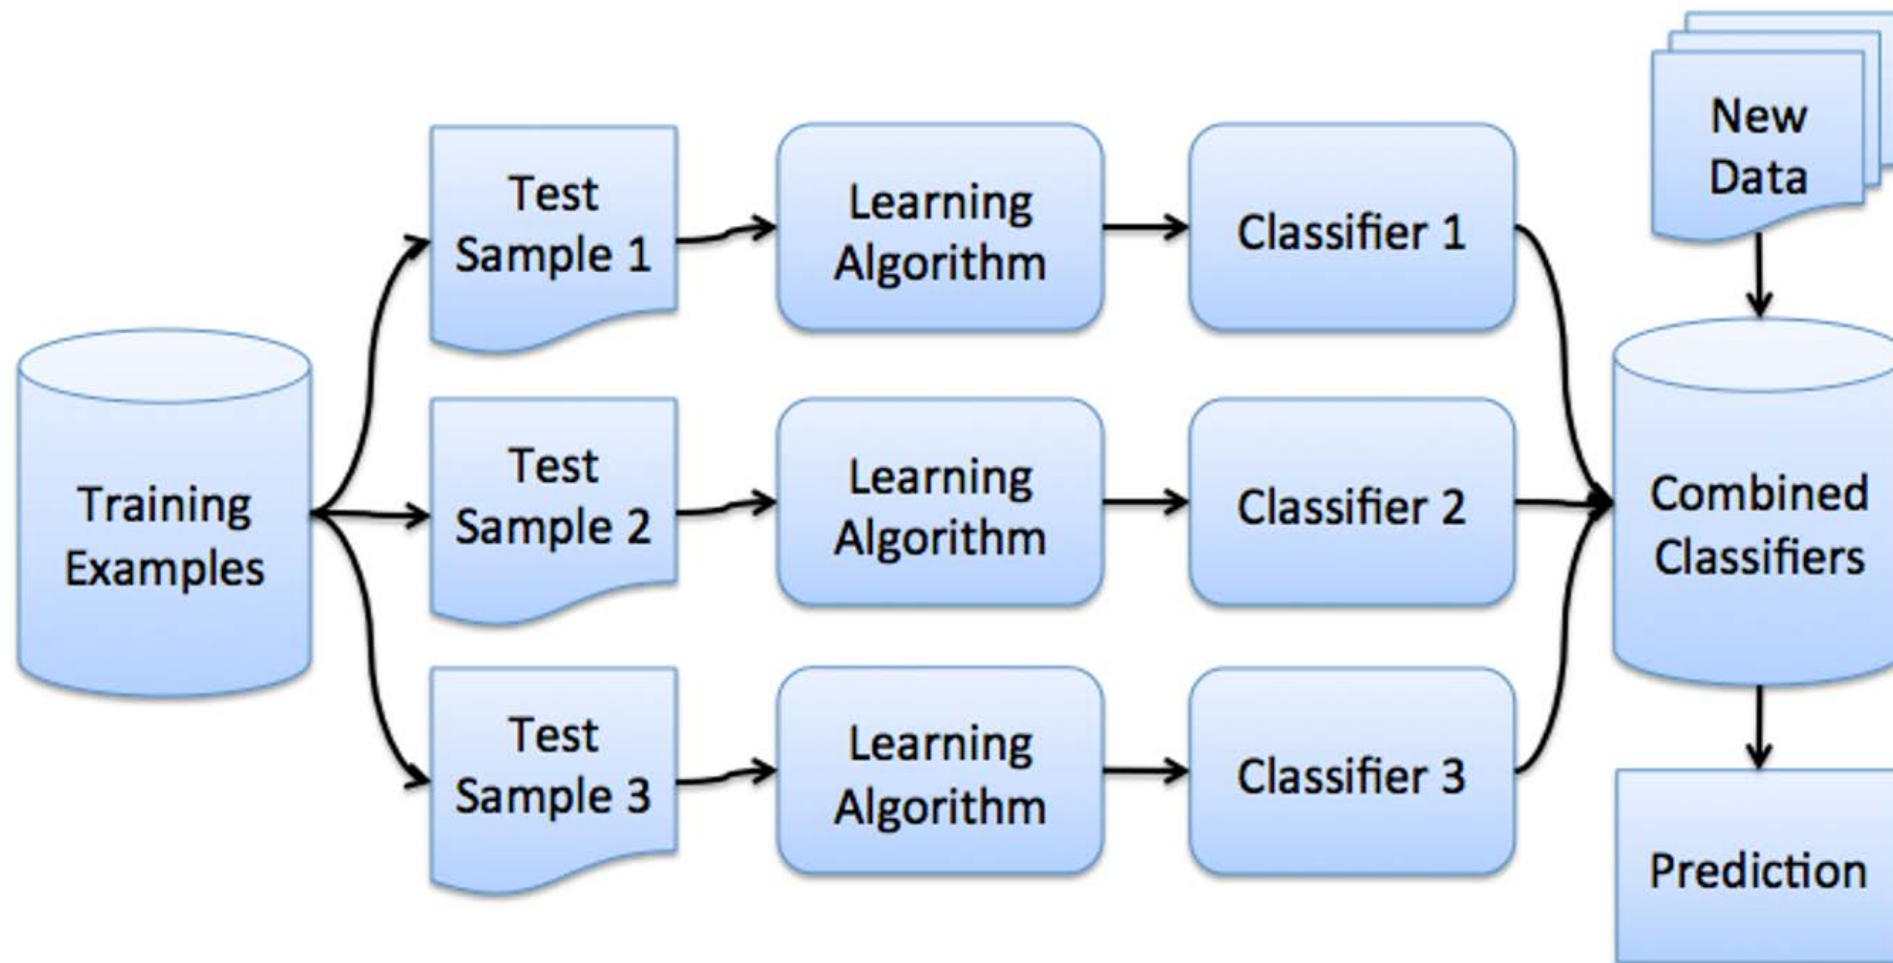 Training
Examples
Test
Sample 1
Learning
Algorithm
Classifier 1
Test
Sample 2
Learning
Algorithm
Classifier 2
Test
Sample 3
Learning
Algorithm
Classifier 3
New
Data
Combined
Classifiers
Prediction